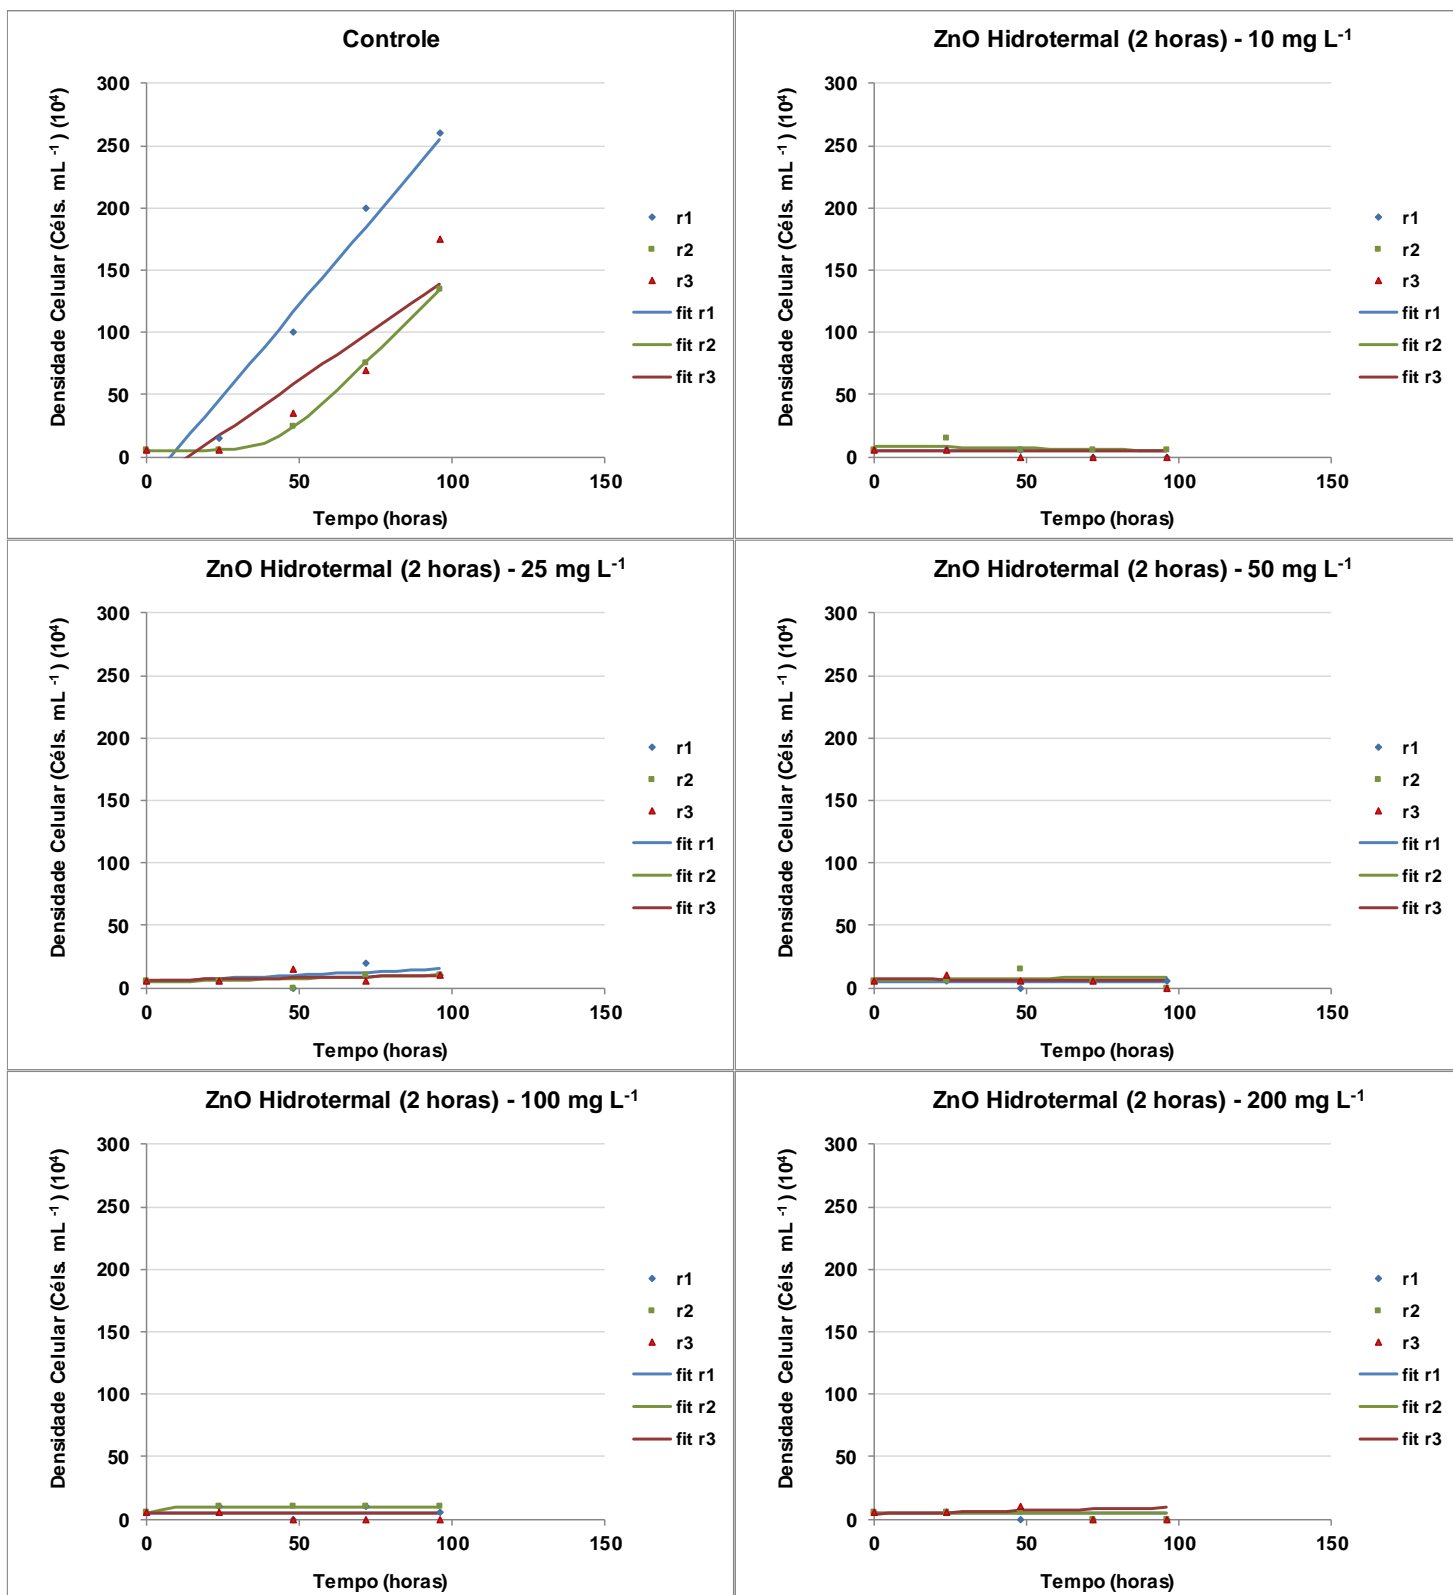 Controle
Densidade Celular (Céls. mL ⁻¹ ) (10⁴)
300
250
200
150
100
50
0
0 50 100 150
Tempo (horas)
r1
r2
r3
fit r1
fit r2
fit r3
ZnO Hidrotermal (2 horas) - 10 mg L⁻¹
Densidade Celular (Céls. mL ⁻¹ ) (10⁴)
300
250
200
150
100
50
0
0 50 100 150
Tempo (horas)
r1
r2
r3
fit r1
fit r2
fit r3
ZnO Hidrotermal (2 horas) - 25 mg L⁻¹
Densidade Celular (Céls. mL ⁻¹ ) (10⁴)
300
250
200
150
100
50
0
0 50 100 150
Tempo (horas)
r1
r2
r3
fit r1
fit r2
fit r3
ZnO Hidrotermal (2 horas) - 50 mg L⁻¹
Densidade Celular (Céls. mL ⁻¹ ) (10⁴)
300
250
200
150
100
50
0
0 50 100 150
Tempo (horas)
r1
r2
r3
fit r1
fit r2
fit r3
ZnO Hidrotermal (2 horas) - 100 mg L⁻¹
Densidade Celular (Céls. mL ⁻¹ ) (10⁴)
300
250
200
150
100
50
0
0 50 100 150
Tempo (horas)
r1
r2
r3
fit r1
fit r2
fit r3
ZnO Hidrotermal (2 horas) - 200 mg L⁻¹
Densidade Celular (Céls. mL ⁻¹ ) (10⁴)
300
250
200
150
100
50
0
0 50 100 150
Tempo (horas)
r1
r2
r3
fit r1
fit r2
fit r3